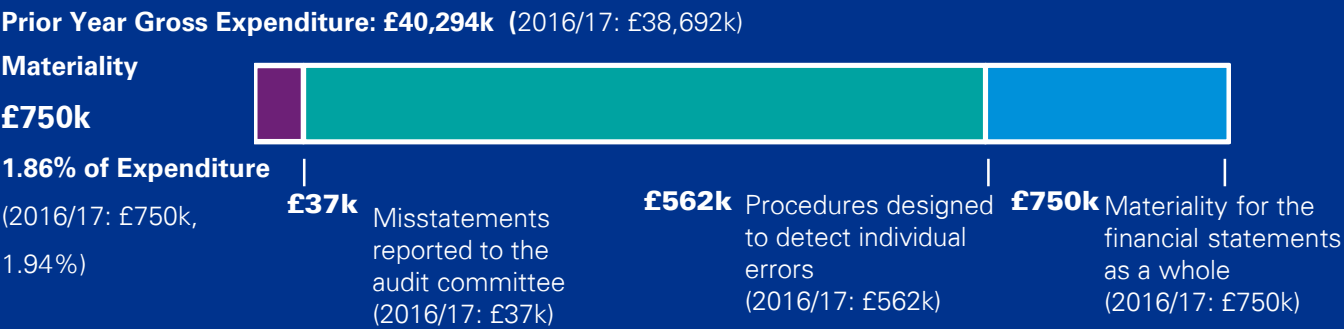 Prior Year Gross Expenditure: £40,294k (2016/17: £38,692k)
Materiality
£750k
1.86% of Expenditure
(2016/17: £750k,
1.94%)
£37k
Misstatements
reported to the
audit committee
(2016/17: £37k)
£562k
Procedures designed
to detect individual
errors
(2016/17: £562k)
£750k
Materiality for the
financial statements
as a whole
(2016/17: £750k)